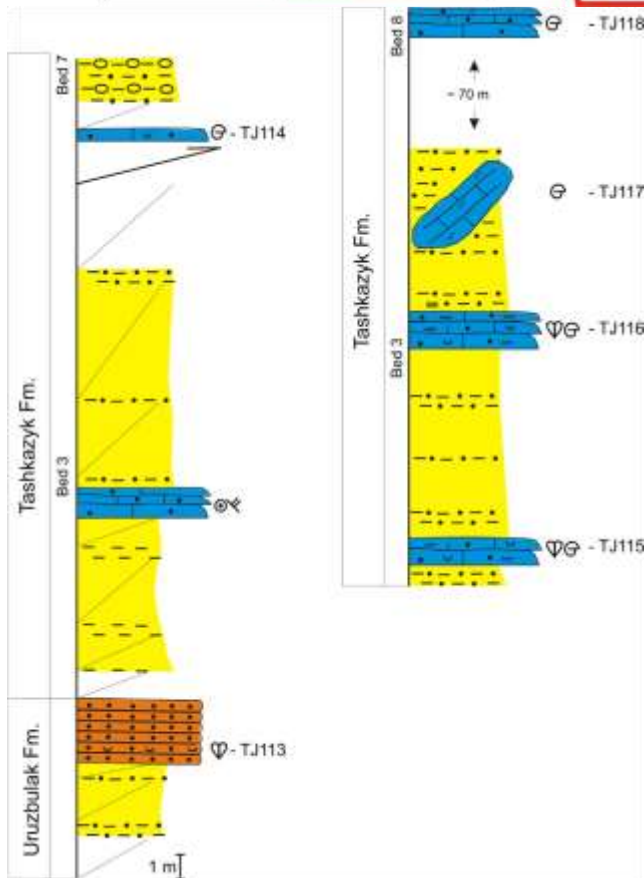 Bed 7
- TJ114
Tashkazyk Fm.
Bed 3
Uruzbulak Fm.
- TJ113
1 m
Bed 8
- TJ118
~ 70 m
- TJ117
Tashkazyk Fm.
Bed 3
- TJ116
- TJ115